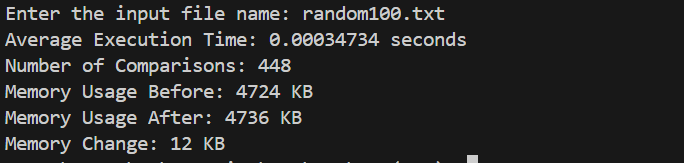 Enter the input file name: random100.txt
Average Execution Time: 0.00034734 seconds
Number of Comparisons: 448
Memory Usage Before: 4724 KB
Memory Usage After: 4736 KB
Memory Change: 12 KB